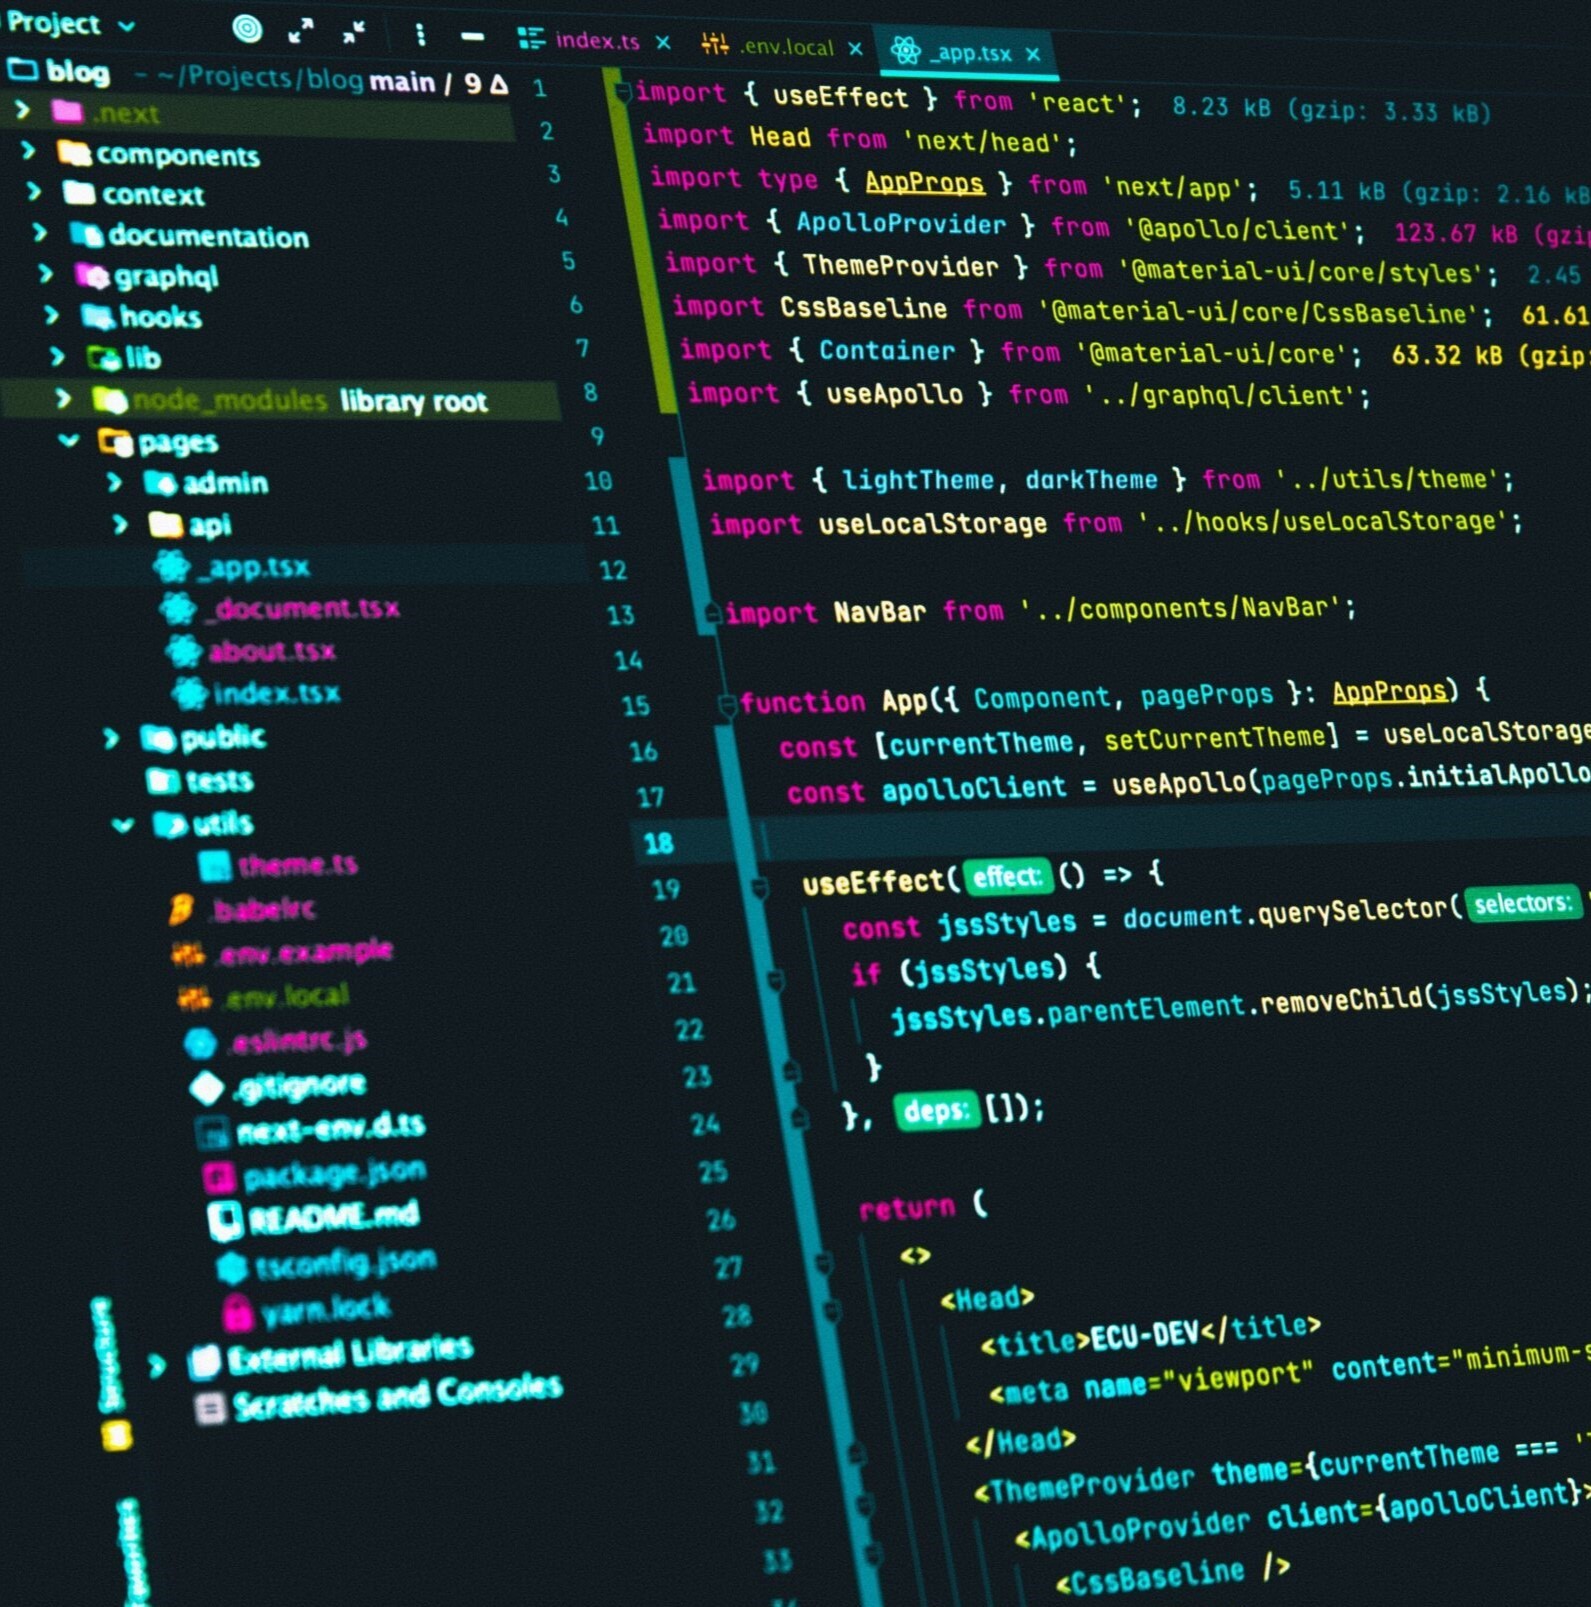 Project
index.ts
.env.local
_app.tsx
blog ~/Projects/blog main / 9 Δ
.next
components
context
documentation
graphql
hooks
lib
node_modules library root
pages
admin
api
_app.tsx
_document.tsx
about.tsx
index.tsx
public
tests
utils
theme.ts
.babelrc
.env.example
.env.local
.eslintrc.js
.gitignore
next-env.d.ts
package.json
README.md
tsconfig.json
yarn.lock
External Libraries
Scratches and Consoles
1 import { useEffect } from 'react'; 8.23 kB (gzip: 3.33 kB)
2 import Head from 'next/head';
3 import type { AppProps } from 'next/app'; 5.11 kB (gzip: 2.16 kB
4 import { ApolloProvider } from '@apollo/client'; 123.67 kB (gzi
5 import { ThemeProvider } from '@material-ui/core/styles'; 2.45
6 import CssBaseline from '@material-ui/core/CssBaseline'; 61.61
7 import { Container } from '@material-ui/core'; 63.32 kB (gzip:
8 import { useApollo } from '../graphql/client';
9
10 import { lightTheme, darkTheme } from '../utils/theme';
11 import useLocalStorage from '../hooks/useLocalStorage';
12
13 import NavBar from '../components/NavBar';
14
15 function App({ Component, pageProps }: AppProps) {
16 const [currentTheme, setCurrentTheme] = useLocalStorage
17 const apolloClient = useApollo(pageProps.initialApollo
18
19 useEffect( effect: () => {
20 const jssStyles = document.querySelector( selectors:
21 if (jssStyles) {
22 jssStyles.parentElement.removeChild(jssStyles);
23 }
24 }, deps: []);
25
26 return (
27 <>
28 <Head>
29 <title>ECU-DEV</title>
30 <meta name="viewport" content="minimum-s
31 </Head>
32 <ThemeProvider theme={currentTheme ===
33 <ApolloProvider client={apolloClient}>
<CssBaseline />